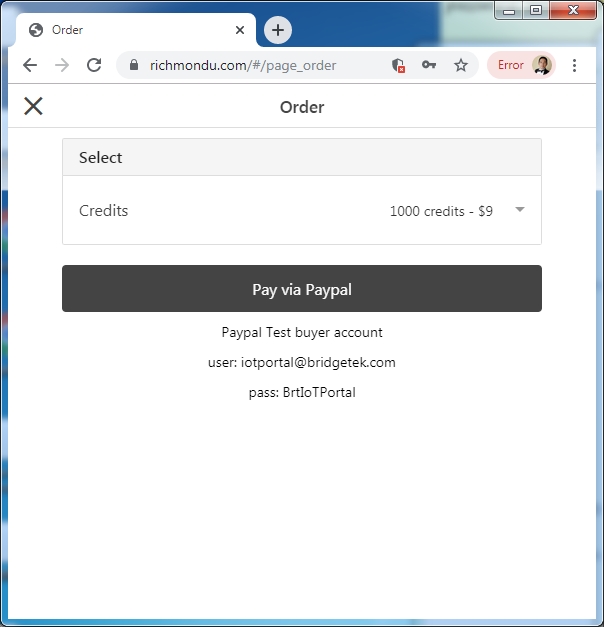 Order
richmondu.com/#/page_order
Error
Order
Select
Credits
1000 credits - $9
Pay via Paypal
Paypal Test buyer account
user: iotportal@bridgetek.com
pass: BrtIoTPortal